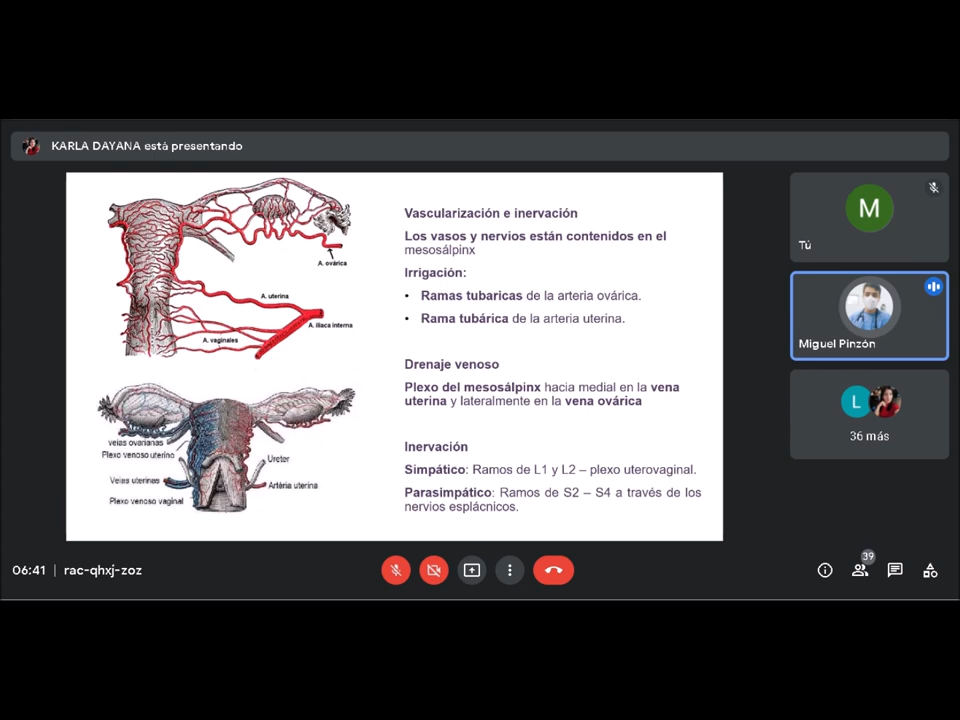 KARLA DAYANA está presentando
A. ovárica
A. uterina
A. iliaca interna
A. vaginales
veias ovarianas
Plexo venoso uterino
Ureter
Veias uterinas
Artéria uterina
Plexo venoso vaginal
Vascularización e inervación
Los vasos y nervios están contenidos en el
mesosálpinx
Irrigación:
• Ramas tubaricas de la arteria ovárica.
• Rama tubárica de la arteria uterina.
Drenaje venoso
Plexo del mesosálpinx hacia medial en la vena
uterina y lateralmente en la vena ovárica
Inervación
Simpático: Ramos de L1 y L2 – plexo uterovaginal.
Parasimpático: Ramos de S2 – S4 a través de los
nervios esplácnicos.
M
Tú
Miguel Pinzón
L
36 más
06:41 | rac-qhxj-zoz
39